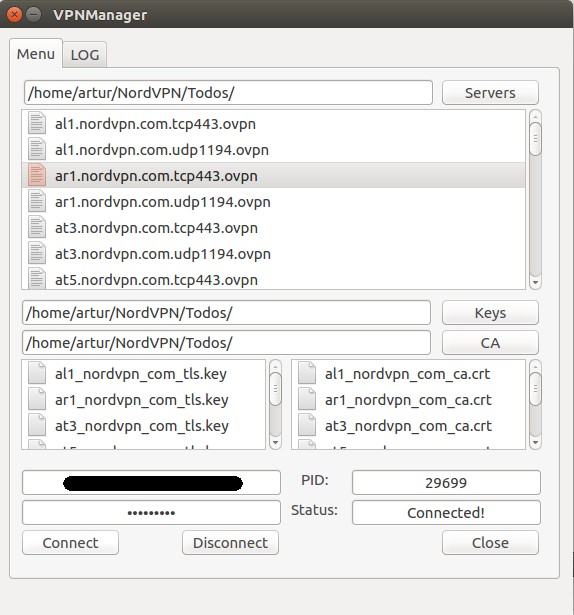 VPNManager
Menu LOG
/home/artur/NordVPN/Todos/ Servers
al1.nordvpn.com.tcp443.ovpn
al1.nordvpn.com.udp1194.ovpn
ar1.nordvpn.com.tcp443.ovpn
ar1.nordvpn.com.udp1194.ovpn
at3.nordvpn.com.tcp443.ovpn
at3.nordvpn.com.udp1194.ovpn
at5.nordvpn.com.tcp443.ovpn
/home/artur/NordVPN/Todos/ Keys
/home/artur/NordVPN/Todos/ CA
al1_nordvpn_com_tls.key al1_nordvpn_com_ca.crt
ar1_nordvpn_com_tls.key ar1_nordvpn_com_ca.crt
at3_nordvpn_com_tls.key at3_nordvpn_com_ca.crt
PID: 29699
••••••••• Status: Connected!
Connect Disconnect Close